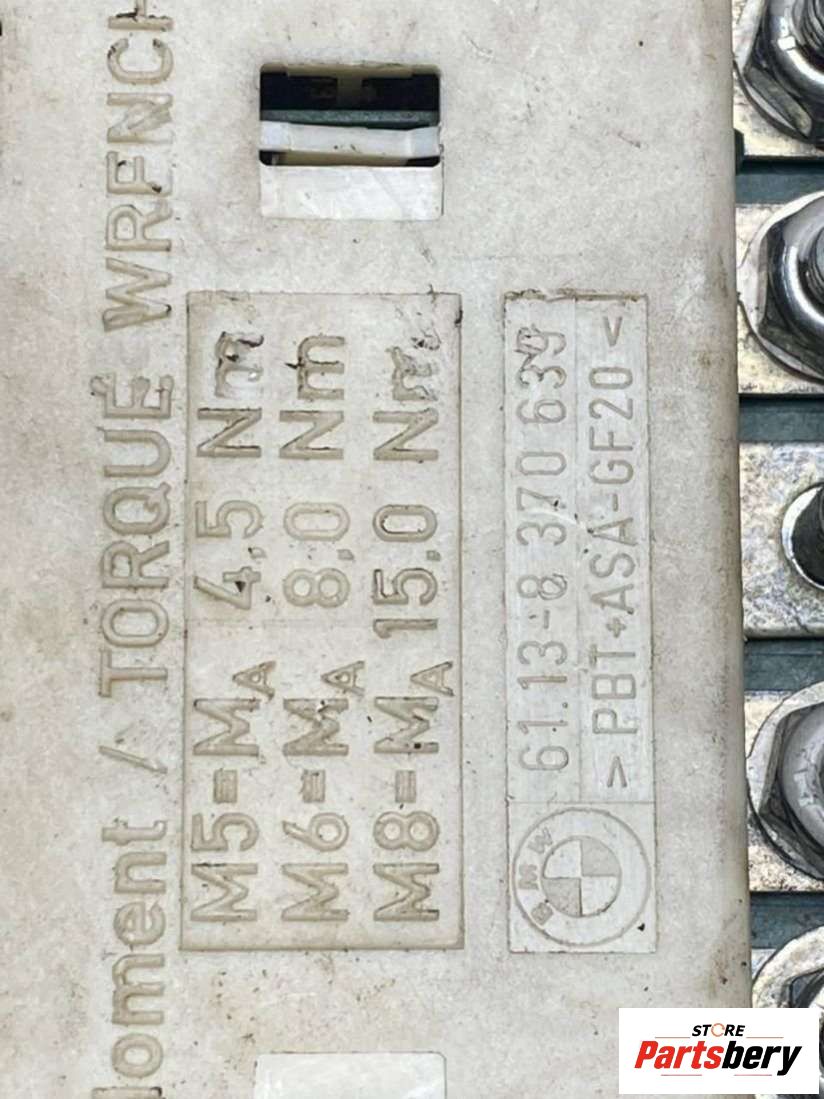 loment / TORQUE WRENCH
M5=MA 4,5 Nm
M6=MA 8,0 Nm
M8=MA 15,0 Nm
61.13-8 370 639
>PBT+ASA-GF20<
BMW
STORE
Partsbery